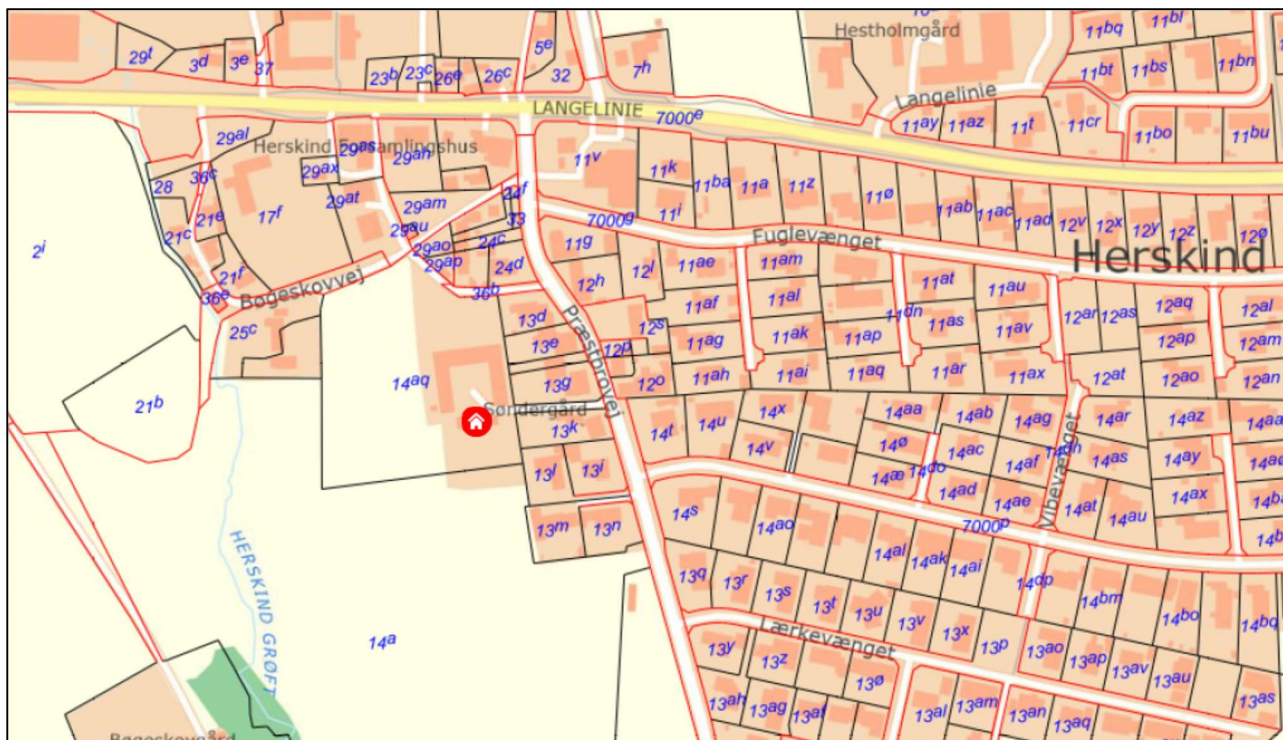 Hestholmgård
11bq
11bl
29t
3d
3e
37
5e
32
7h
23b
23c
26e
26c
11bt
11bs
11bn
Langelinie
LANGELINIE
7000e
11ay
11az
11t
11cr
11bo
11bu
29al
Herskind Forsamlingshus
29as
29an
29ax
11v
28
36c
29at
11k
11ba
11a
11z
11ø
11ab
11ac
11ad
12v
12x
12y
12z
12ø
21e
17f
29am
24f
33
11i
7000g
Fuglevænget
21c
29au
29ao
24c
29ap
24d
11g
12h
12l
11ae
11am
11at
11au
Herskind
2i
21f
36e
Bøgeskovvej
36b
25c
13d
13e
Præstbrovej
12s
12p
11af
11al
11dn
11ag
11ak
11ap
11as
11av
12ar
12as
12aq
12al
12ap
12am
14aq
13g
12o
11ah
11ai
11aq
11ar
11ax
12at
12ao
12an
21b
Søndergård
13k
14t
14u
14x
14v
14aa
14ø
14ab
14ag
14ar
14az
14ac
14af
14dh
14as
14ay
13l
13i
14æ
14do
14ad
14ae
Vibevænget
14at
14au
14ax
13m
13n
14s
14ao
7000p
14al
14ak
14ai
14dp
HERSKIND GRØFT
13q
13r
13s
13t
13u
13v
13x
13p
14bm
14bo
14bq
Lærkevænget
14a
13y
13z
13ø
13ao
13ap
13av
13au
13as
13ah
13ag
13af
13al
13am
13an
13aq
Bøgeskovgård